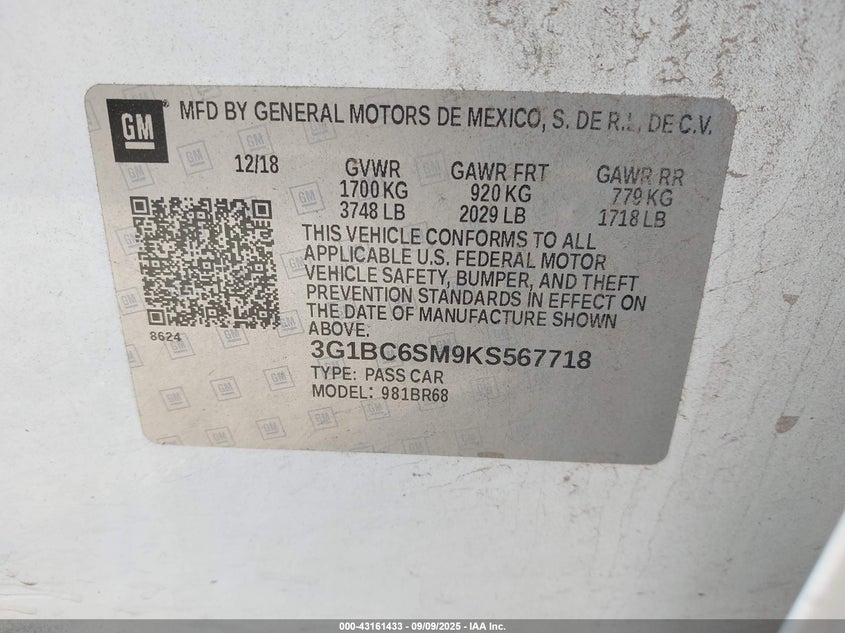 GM ® MFD BY GENERAL MOTORS DE MEXICO, S. DE R.L. DE C.V.
12/18 GVWR GAWR FRT GAWR RR
1700 KG 920 KG 779 KG
3748 LB 2029 LB 1718 LB
THIS VEHICLE CONFORMS TO ALL
APPLICABLE U.S. FEDERAL MOTOR
VEHICLE SAFETY, BUMPER, AND THEFT
PREVENTION STANDARDS IN EFFECT ON
THE DATE OF MANUFACTURE SHOWN
ABOVE.
8624
3G1BC6SM9KS567718
TYPE: PASS CAR
MODEL: 981BR68
000-43161433 - 09/09/2025 - IAA Inc.